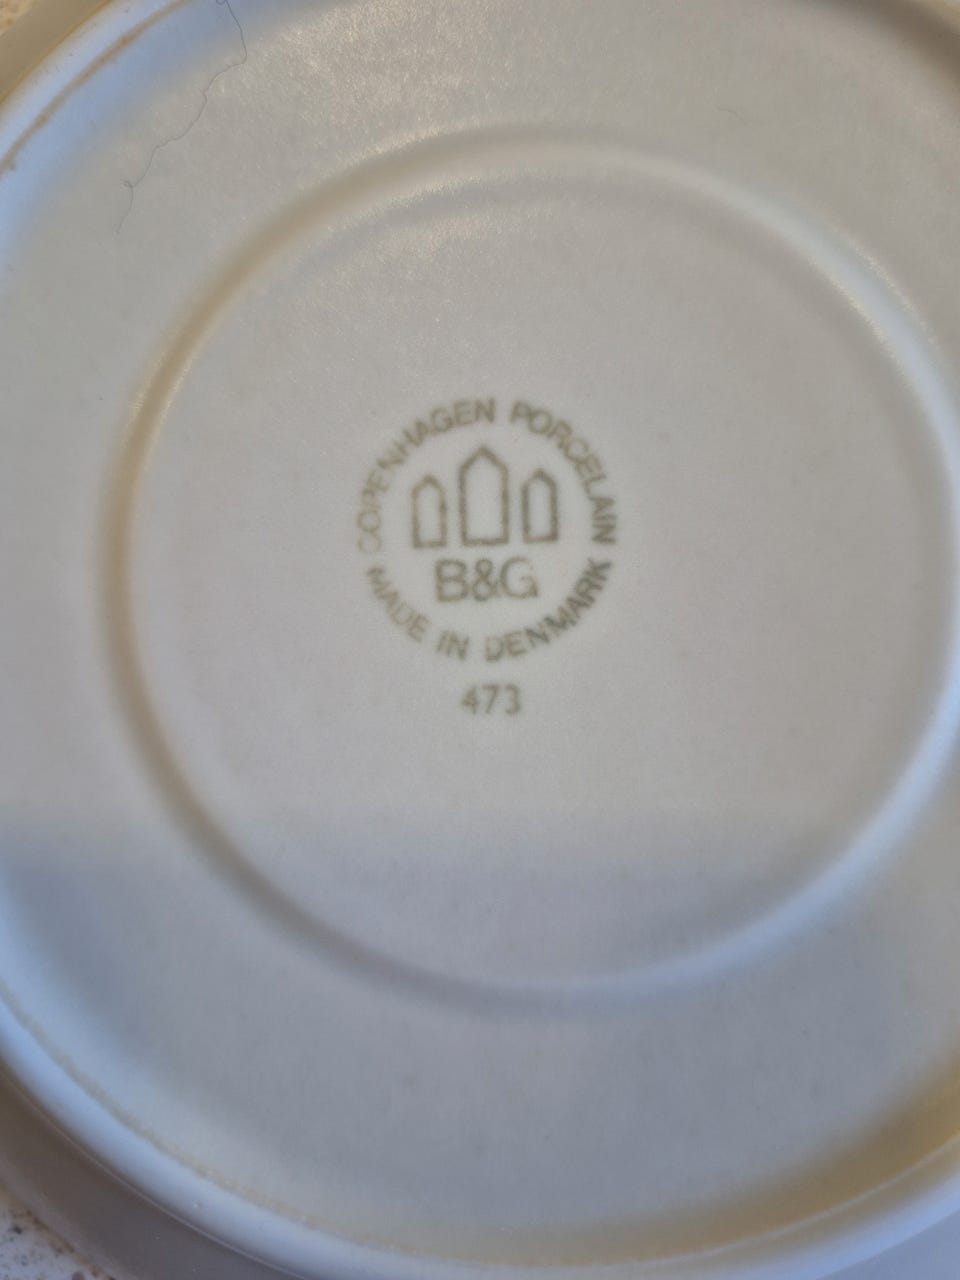 COPENHAGEN PORCELAIN
B&G
MADE IN DENMARK
473